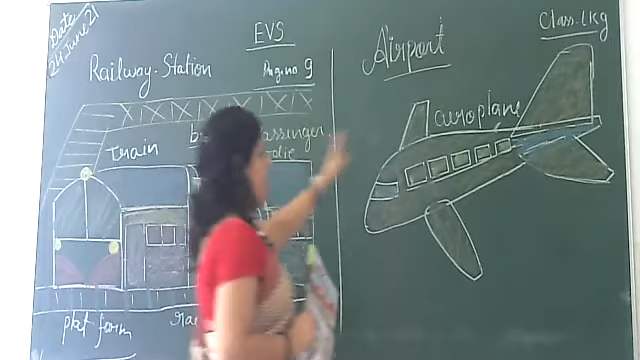 Date
24 June 21
EVS
Class. LKg
Railway-Station
Page no 9
Airport
aeroplane
Train
plat form